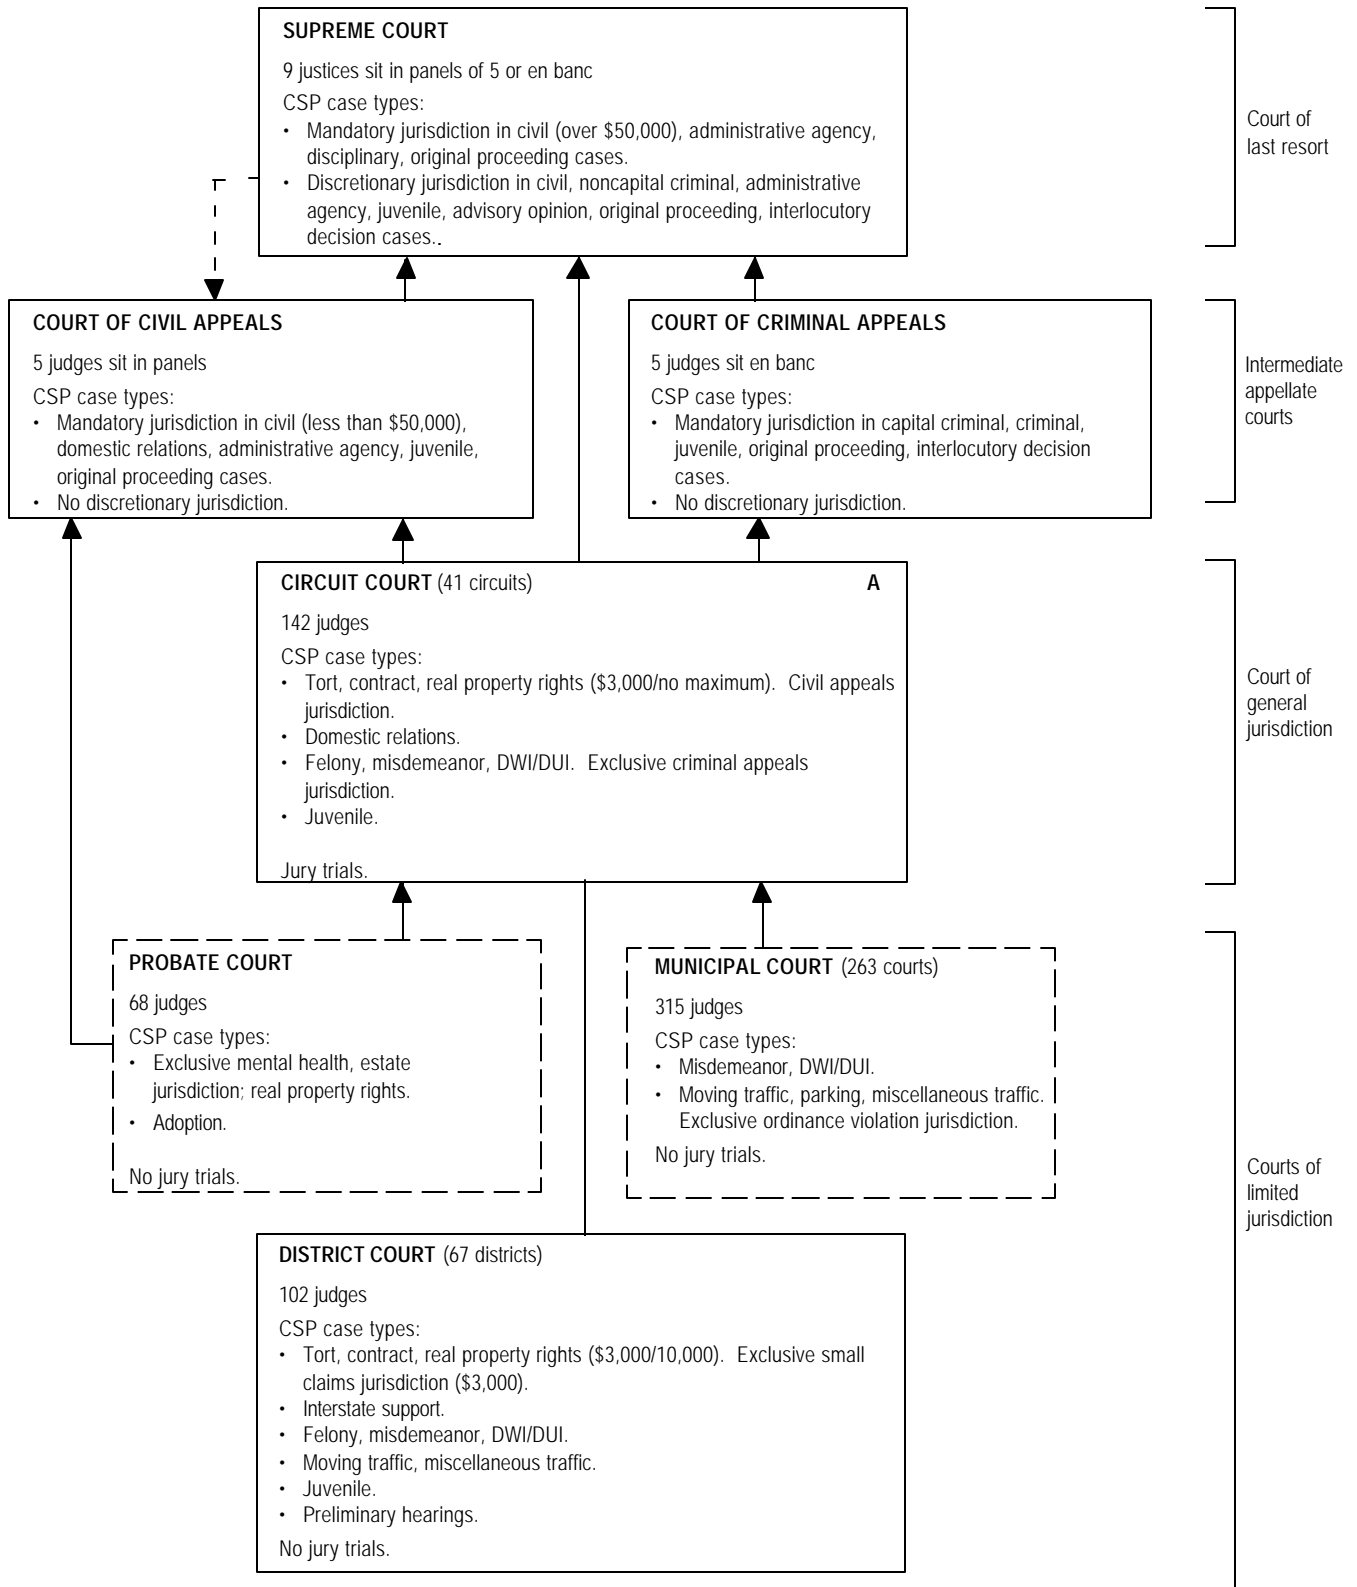 SUPREME COURT
9 justices sit in panels of 5 or en banc
CSP case types:
• Mandatory jurisdiction in civil (over $50,000), administrative agency,
disciplinary, original proceeding cases.
• Discretionary jurisdiction in civil, noncapital criminal, administrative
agency, juvenile, advisory opinion, original proceeding, interlocutory
decision cases..
Court of
last resort
COURT OF CIVIL APPEALS
5 judges sit in panels
CSP case types:
• Mandatory jurisdiction in civil (less than $50,000),
domestic relations, administrative agency, juvenile,
original proceeding cases.
• No discretionary jurisdiction.
COURT OF CRIMINAL APPEALS
5 judges sit en banc
CSP case types:
• Mandatory jurisdiction in capital criminal, criminal,
juvenile, original proceeding, interlocutory decision
cases.
• No discretionary jurisdiction.
Intermediate
appellate
courts
CIRCUIT COURT (41 circuits) A
142 judges
CSP case types:
• Tort, contract, real property rights ($3,000/no maximum). Civil appeals
jurisdiction.
• Domestic relations.
• Felony, misdemeanor, DWI/DUI. Exclusive criminal appeals
jurisdiction.
• Juvenile.
Jury trials.
Court of
general
jurisdiction
PROBATE COURT
68 judges
CSP case types:
• Exclusive mental health, estate
jurisdiction; real property rights.
• Adoption.
No jury trials.
MUNICIPAL COURT (263 courts)
315 judges
CSP case types:
• Misdemeanor, DWI/DUI.
• Moving traffic, parking, miscellaneous traffic.
Exclusive ordinance violation jurisdiction.
No jury trials.
Courts of
limited
jurisdiction
DISTRICT COURT (67 districts)
102 judges
CSP case types:
• Tort, contract, real property rights ($3,000/10,000). Exclusive small
claims jurisdiction ($3,000).
• Interstate support.
• Felony, misdemeanor, DWI/DUI.
• Moving traffic, miscellaneous traffic.
• Juvenile.
• Preliminary hearings.
No jury trials.